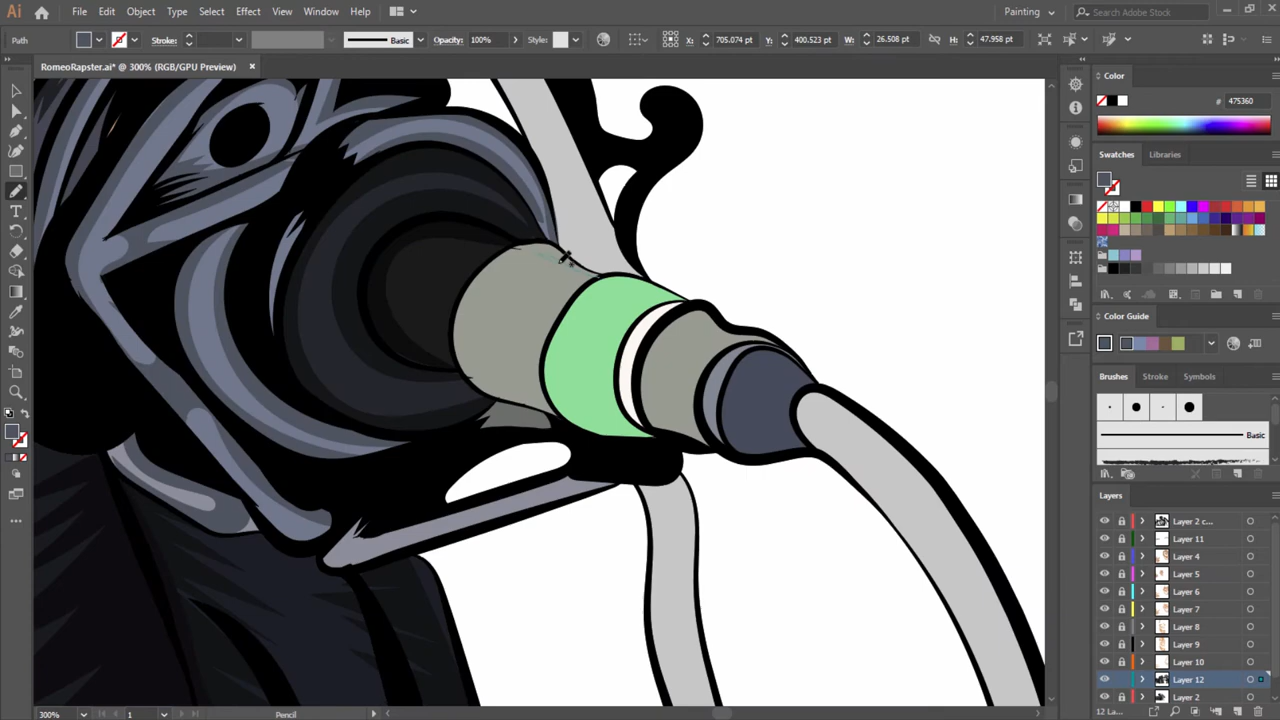 Ai File Edit Object Type Select Effect View Window Help Painting Search Adobe Stock
Path Stroke: Basic Opacity: 100% Style: X: 705.074 pt Y: 400.523 pt W: 26.508 pt H: 47.958 pt
RomeoRapster.ai* @ 300% (RGB/GPU Preview) ×
Color
# 475360
Swatches Libraries
Color Guide
Brushes Stroke Symbols
Basic
Layers
Layer 2 c...
Layer 11
Layer 4
Layer 5
Layer 6
Layer 7
Layer 8
Layer 9
Layer 10
Layer 12
Layer 2
300% 1 Pencil 12 La...